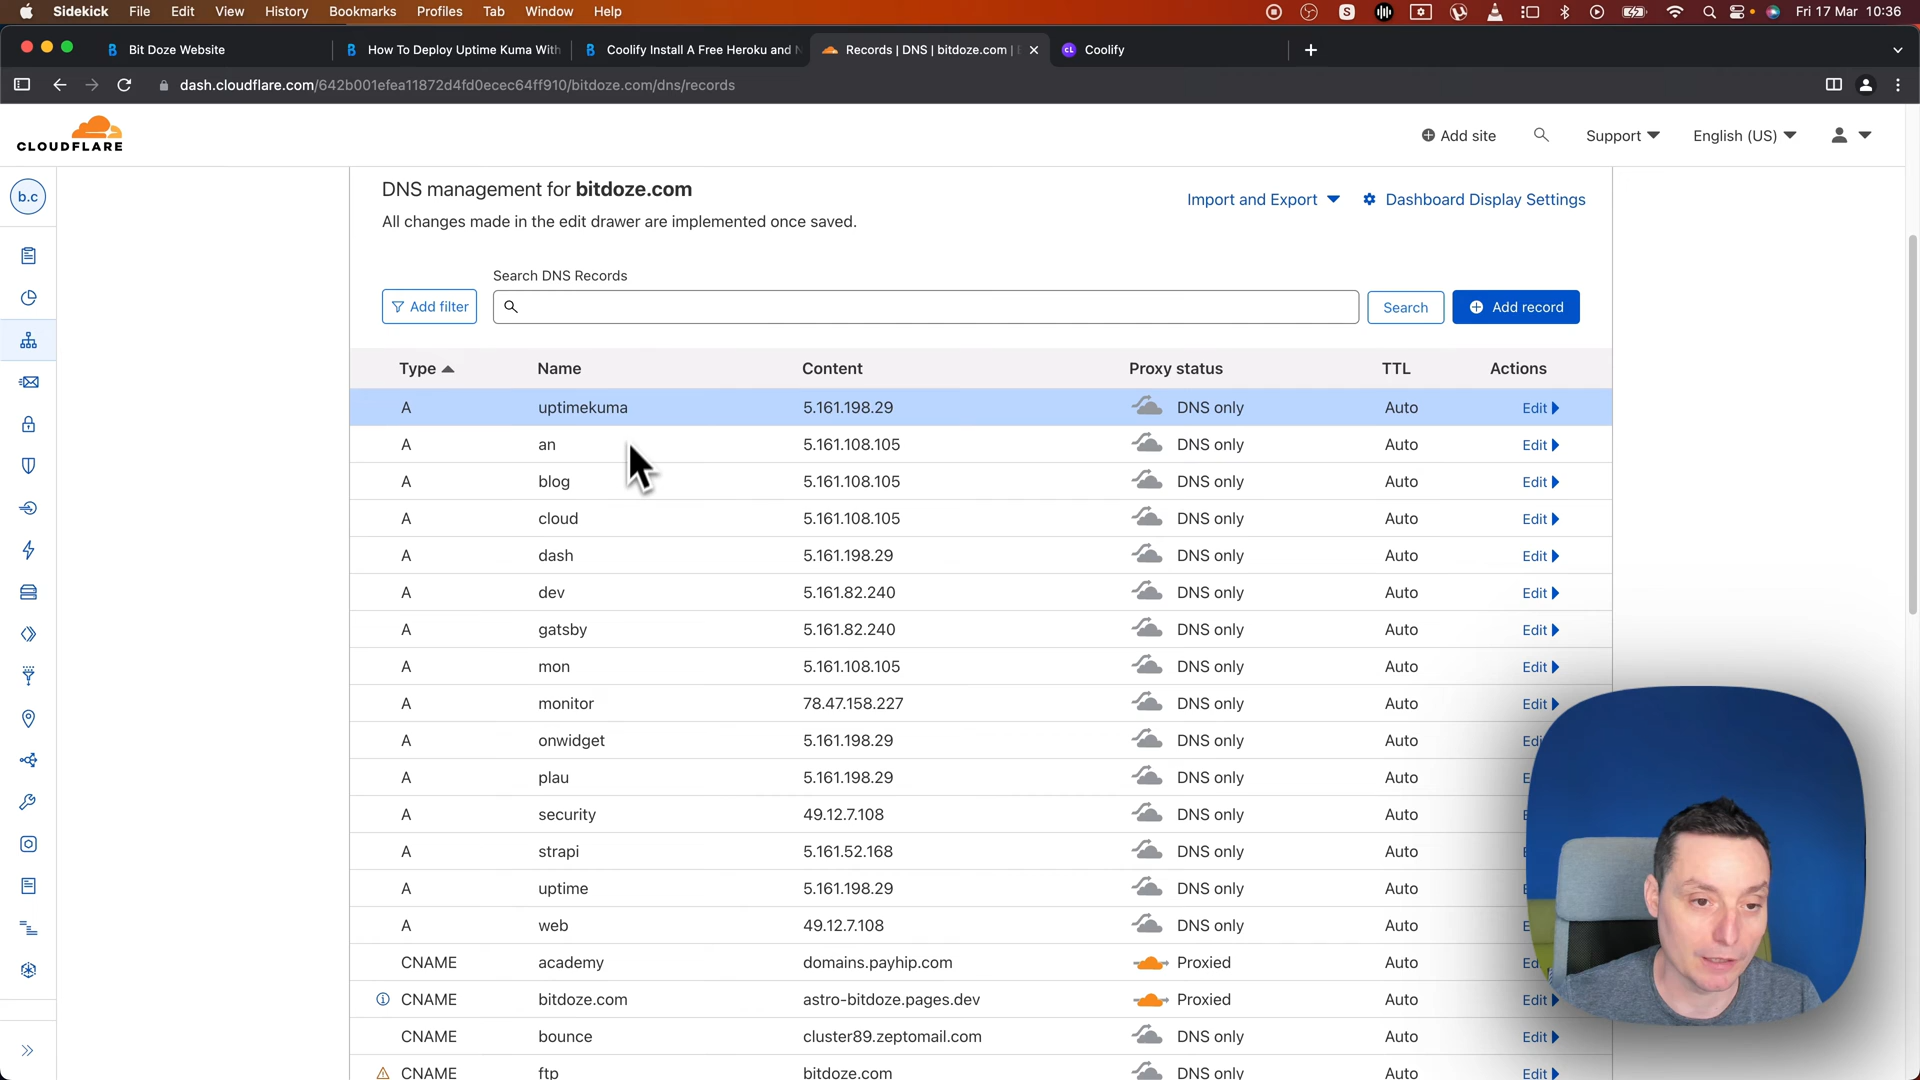 Sidekick File Edit View History Bookmarks Profiles Tab Window Help Fri 17 Mar 10:36
Bit Doze Website How To Deploy Uptime Kuma With Coolify Install A Free Heroku and N Records | DNS | bitdoze.com | Coolify
dash.cloudflare.com/642b001efea11872d4fd0ecec64ff910/bitdoze.com/dns/records
CLOUDFLARE Add site Support English (US)
b.c
DNS management for bitdoze.com
Import and Export Dashboard Display Settings
All changes made in the edit drawer are implemented once saved.
Search DNS Records
Add filter Search Add record
Type Name Content Proxy status TTL Actions
A uptimekuma 5.161.198.29 DNS only Auto Edit
A an 5.161.108.105 DNS only Auto Edit
A blog 5.161.108.105 DNS only Auto Edit
A cloud 5.161.108.105 DNS only Auto Edit
A dash 5.161.198.29 DNS only Auto Edit
A dev 5.161.82.240 DNS only Auto Edit
A gatsby 5.161.82.240 DNS only Auto Edit
A mon 5.161.108.105 DNS only Auto Edit
A monitor 78.47.158.227 DNS only Auto Edit
A onwidget 5.161.198.29 DNS only Auto
A plau 5.161.198.29 DNS only Auto
A security 49.12.7.108 DNS only Auto
A strapi 5.161.52.168 DNS only Auto
A uptime 5.161.198.29 DNS only Auto
A web 49.12.7.108 DNS only Auto
CNAME academy domains.payhip.com Proxied Auto
CNAME bitdoze.com astro-bitdoze.pages.dev Proxied Auto Edit
CNAME bounce cluster89.zeptomail.com DNS only Auto Edit
CNAME ftp bitdoze.com DNS only Auto Edit